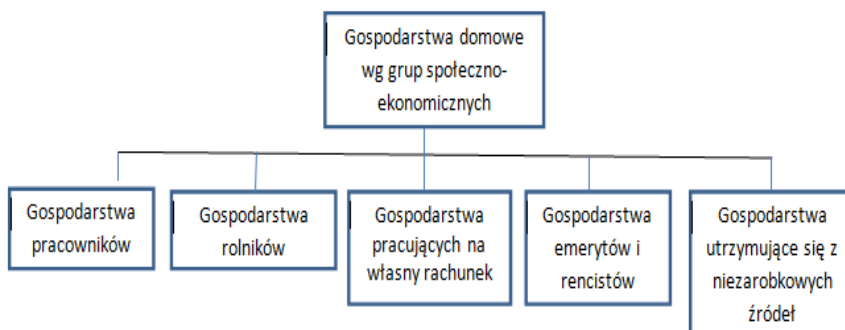 Gospodarstwa domowe
wg grup społeczno-
ekonomicznych
Gospodarstwa
pracowników
Gospodarstwa
rolników
Gospodarstwa
pracujących na
własny rachunek
Gospodarstwa
emerytów i
rencistów
Gospodarstwa
utrzymujące się z
niezarobkowych
źródeł